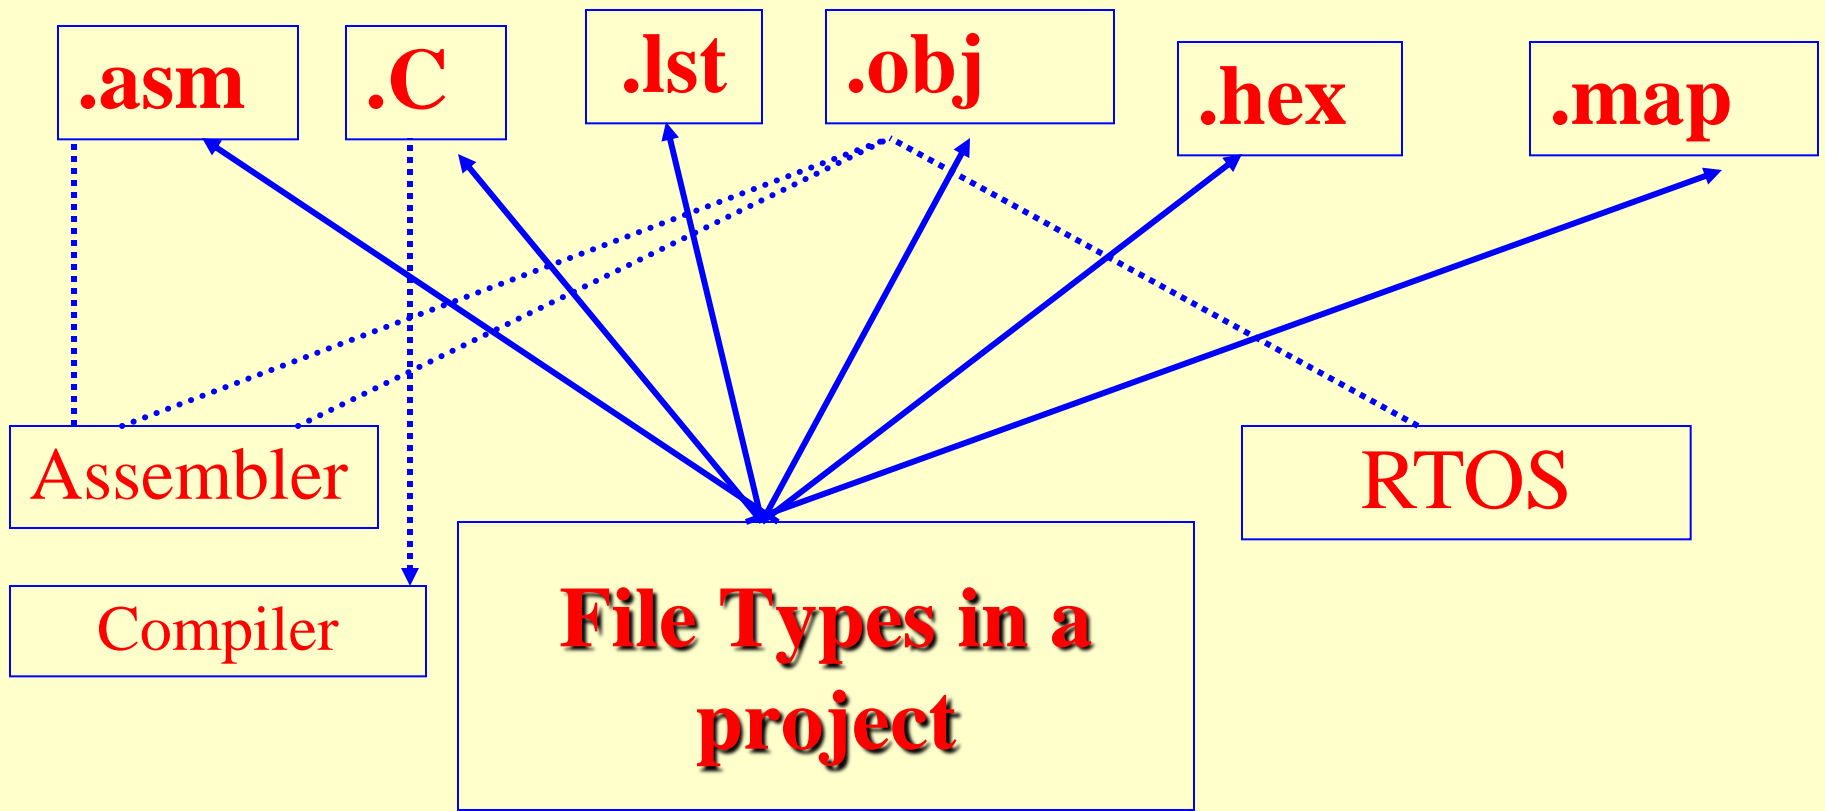 .asm
.C
.lst
.obj
.hex
.map
Assembler
RTOS
Compiler
File Types in a
project